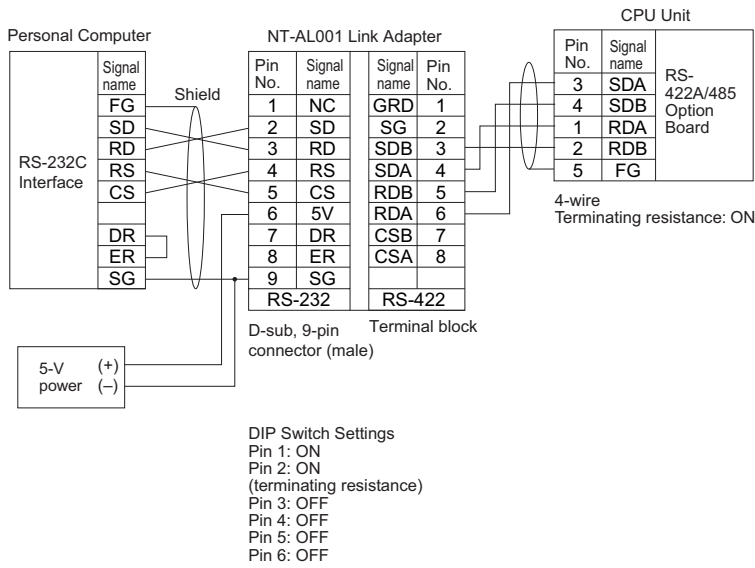 CPU Unit
Personal Computer
NT-AL001 Link Adapter
Pin No.
Signal name
3 SDA
4 SDB
1 RDA
2 RDB
5 FG
RS-
422A/485
Option
Board
4-wire
Terminating resistance: ON
RS-232C
Interface
Signal name
FG
SD
RD
RS
CS
DR
ER
SG
Shield
Pin No.
Signal name
1 NC
2 SD
3 RD
4 RS
5 CS
6 5V
7 DR
8 ER
9 SG
RS-232
Signal name
Pin No.
GRD 1
SG 2
SDB 3
SDA 4
RDB 5
RDA 6
CSB 7
CSA 8
RS-422
D-sub, 9-pin
connector (male)
Terminal block
5-V
power
(+)
(–)
DIP Switch Settings
Pin 1: ON
Pin 2: ON
(terminating resistance)
Pin 3: OFF
Pin 4: OFF
Pin 5: OFF
Pin 6: OFF